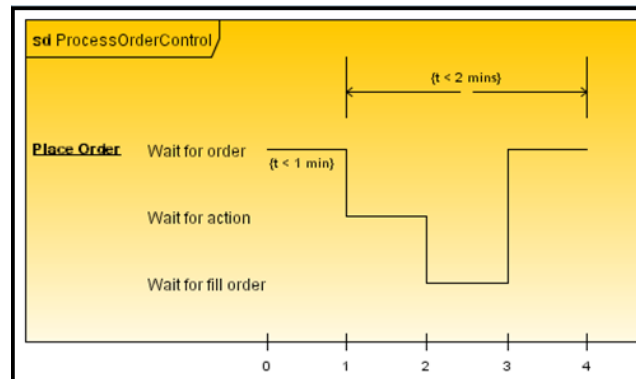 sd ProcessOrderControl
{t < 2 mins}
Place Order Wait for order
{t < 1 min}
Wait for action
Wait for fill order
0 1 2 3 4